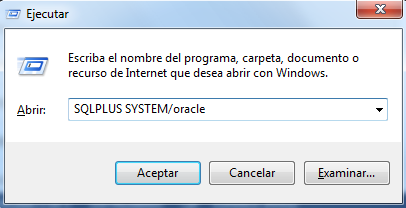 Ejecutar
Escriba el nombre del programa, carpeta, documento o
recurso de Internet que desea abrir con Windows.
Abrir: SQLPLUS SYSTEM/oracle
Aceptar Cancelar Examinar...